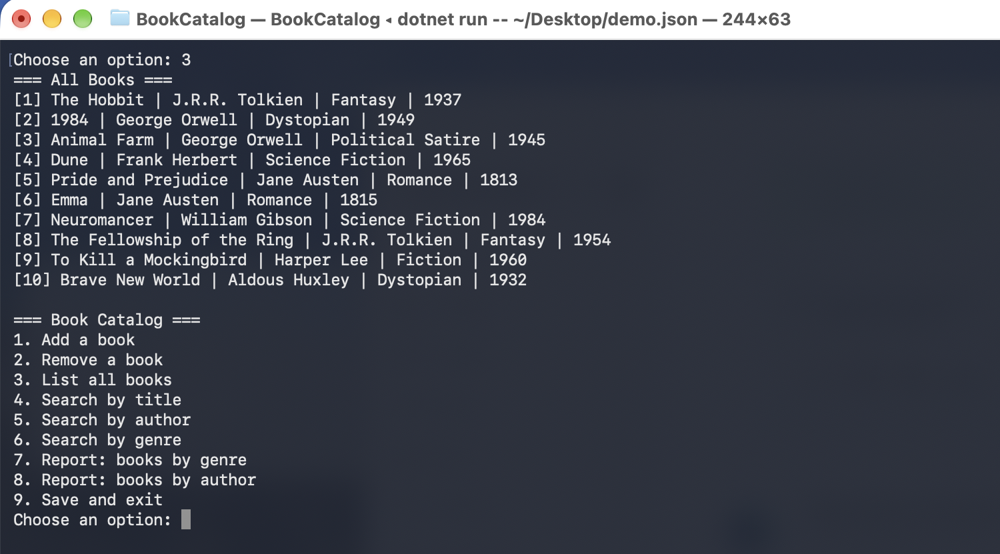 BookCatalog — BookCatalog ◂ dotnet run -- ~/Desktop/demo.json — 244×63
[Choose an option: 3
=== All Books ===
[1] The Hobbit | J.R.R. Tolkien | Fantasy | 1937
[2] 1984 | George Orwell | Dystopian | 1949
[3] Animal Farm | George Orwell | Political Satire | 1945
[4] Dune | Frank Herbert | Science Fiction | 1965
[5] Pride and Prejudice | Jane Austen | Romance | 1813
[6] Emma | Jane Austen | Romance | 1815
[7] Neuromancer | William Gibson | Science Fiction | 1984
[8] The Fellowship of the Ring | J.R.R. Tolkien | Fantasy | 1954
[9] To Kill a Mockingbird | Harper Lee | Fiction | 1960
[10] Brave New World | Aldous Huxley | Dystopian | 1932
=== Book Catalog ===
1. Add a book
2. Remove a book
3. List all books
4. Search by title
5. Search by author
6. Search by genre
7. Report: books by genre
8. Report: books by author
9. Save and exit
Choose an option: